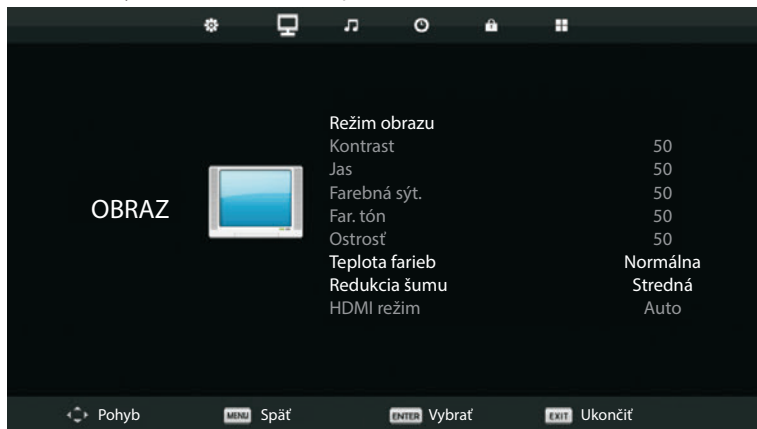 Režim obrazu
Kontrast 50
Jas 50
Farebná sýt. 50
Far. tón 50
Ostrosť 50
OBRAZ
Teplota farieb Normálna
Redukcia šumu Stredná
HDMI režim Auto
Pohyb MENU Späť ENTER Vybrať EXIT Ukončiť